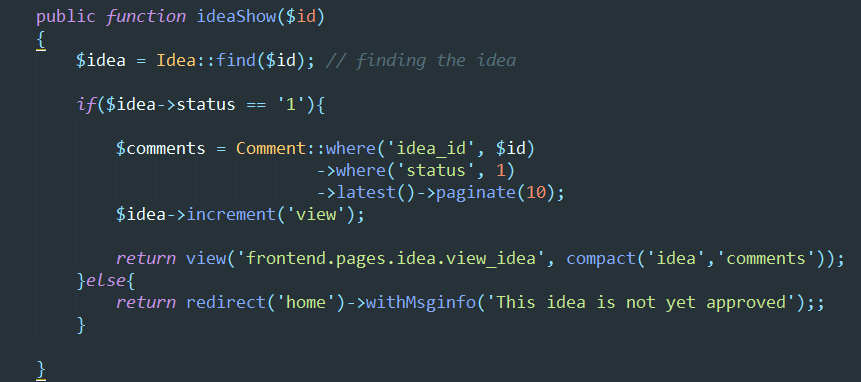 public function ideaShow($id)
{
$idea = Idea::find($id); // finding the idea
if($idea->status == '1'){
$comments = Comment::where('idea_id', $id)
->where('status', 1)
->latest()->paginate(10);
$idea->increment('view');
return view('frontend.pages.idea.view_idea', compact('idea','comments'));
}else{
return redirect('home')->withMsginfo('This idea is not yet approved');;
}
}